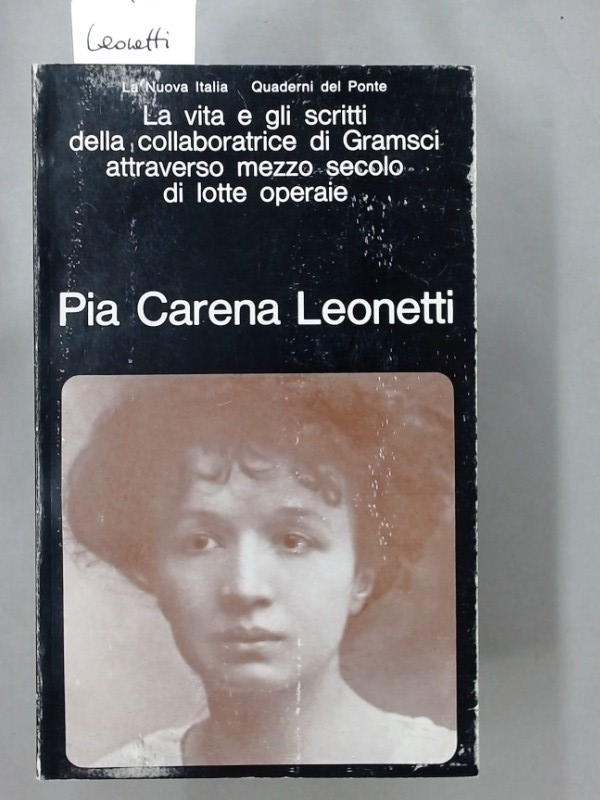 Leonetti
La Nuova Italia Quaderni del Ponte
La vita e gli scritti
della collaboratrice di Gramsci
attraverso mezzo secolo
di lotte operaie
Pia Carena Leonetti